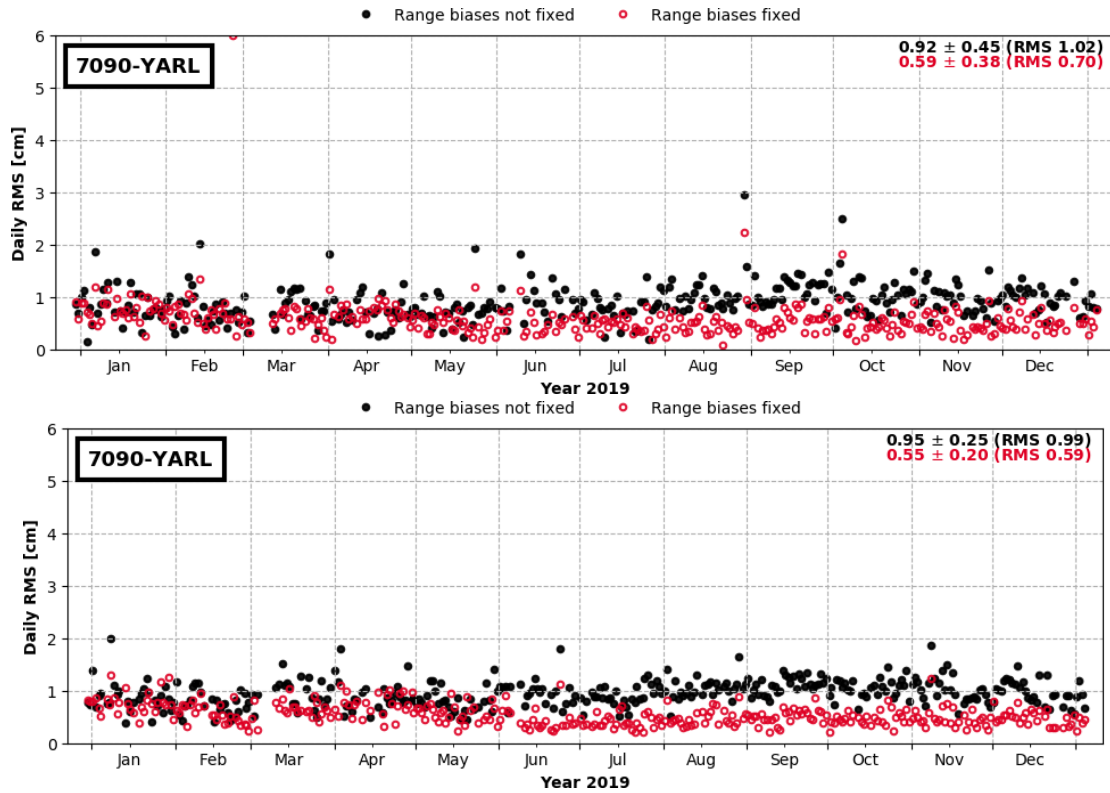 Range biases not fixed Range biases fixed
6
7090-YARL
0.92 ± 0.45 (RMS 1.02)
0.59 ± 0.38 (RMS 0.70)
5
4
3
2
1
0
Daily RMS [cm]
Jan Feb Mar Apr May Jun Jul Aug Sep Oct Nov Dec
Year 2019
Range biases not fixed Range biases fixed
6
7090-YARL
0.95 ± 0.25 (RMS 0.99)
0.55 ± 0.20 (RMS 0.59)
5
4
3
2
1
0
Daily RMS [cm]
Jan Feb Mar Apr May Jun Jul Aug Sep Oct Nov Dec
Year 2019